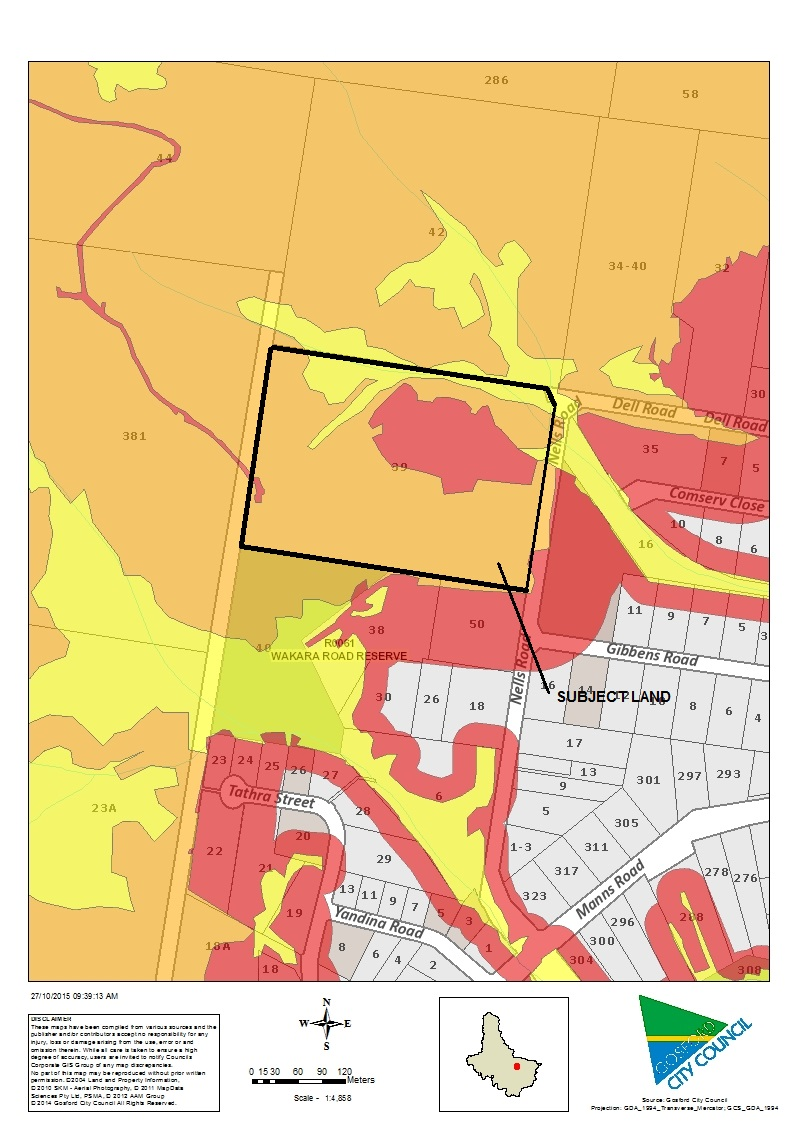 286
58
44
42
34-40
32
30
Dell Road
Dell Road
Nells Road
381
39
35
7
5
Comserv Close
10
8
6
16
11
9
7
5
3
38
50
40
R0061
WAKARA ROAD RESERVE
Gibbens Road
Nells Road
30
26
18
16
14
12
SUBJECT LAND
8
6
4
17
13
9
301
297
293
23
24
25
26
27
Tathra Street
6
5
305
23A
28
20
1-3
311
278
276
22
21
29
317
Manns Road
13
11
9
7
323
19
5
3
296
288
Yandina Road
300
18A
18
8
6
4
2
1
304
308
27/10/2015 09:39:13 AM
DISCLAIMER
These maps have been compiled from various sources and the
publisher and/or contributors accept no responsibility for any
injury, loss or damage arising from the use, error or and
omission therein. While all care is taken to ensure a high
degree of accuracy, users are invited to notify Councils
Corporate GIS Group of any map discrepancies.
No part of this map may be reproduced without prior written
permission. ©2004 Land and Property Information,
© 2010 SKM - Aerial Photography, © 2011 MapData
Sciences Pty Ltd, PSMA, © 2012 AAM Group
© 2014 Gosford City Council All Rights Reserved.
N
W E
S
0 15 30 60 90 120
Meters
Scale - 1:4,858
GOSFORD
CITY COUNCIL
Source: Gosford City Council
Projection: GDA_1994_Transverse_Mercator; GCS_GDA_1994